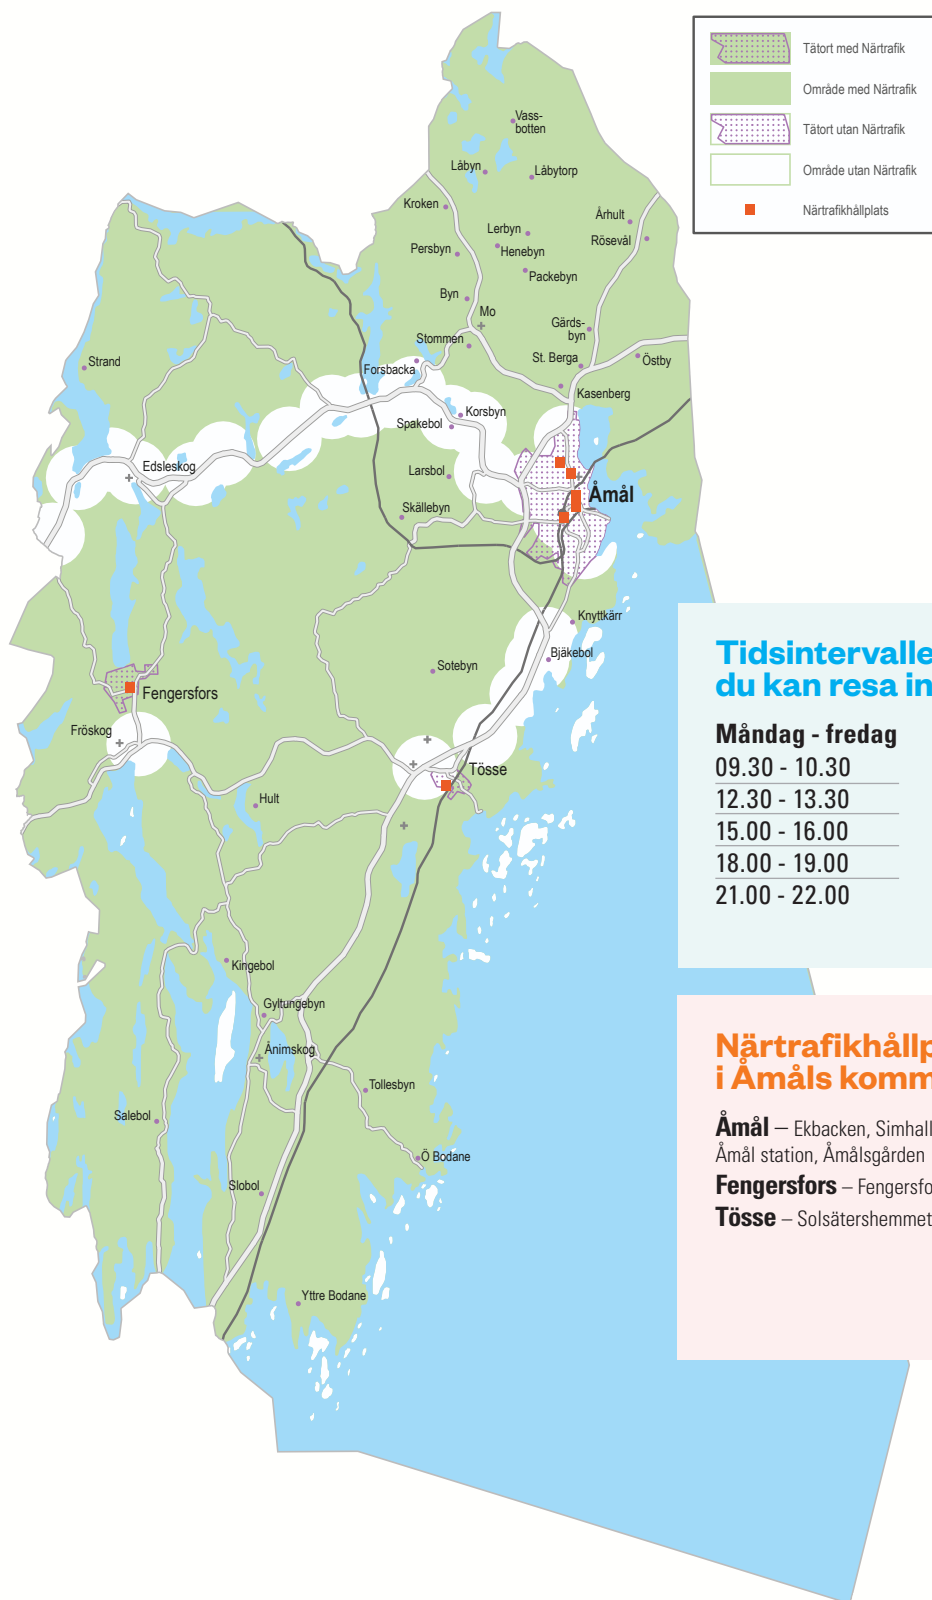 Tätort med Närtrafik
Område med Närtrafik
Tätort utan Närtrafik
Område utan Närtrafik
Närtrafikhållplats
Vass-
botten
Låbyn
Låbytorp
Kroken
Århult
Lerbyn
Rösevål
Persbyn
Henebyn
Packebyn
Byn
Mo
Gärds-
byn
Stommen
St. Berga
Östby
Strand
Forsbacka
Kasenberg
Korsbyn
Spakebol
Edsleskog
Larsbol
Åmål
Skällebyn
Knyttkärr
Bjäkebol
Sotebyn
Fengersfors
Fröskog
Tösse
Hult
Kingebol
Gyltungebyn
Ånimskog
Tollesbyn
Salebol
Ö Bodane
Slobol
Yttre Bodane
Tidsintervalle
du kan resa in
Måndag - fredag
09.30 - 10.30
12.30 - 13.30
15.00 - 16.00
18.00 - 19.00
21.00 - 22.00
Närtrafikhållp
i Åmåls komm
Åmål – Ekbacken, Simhall
Åmål station, Åmålsgården
Fengersfors – Fengersfo
Tösse – Solsätershemmet